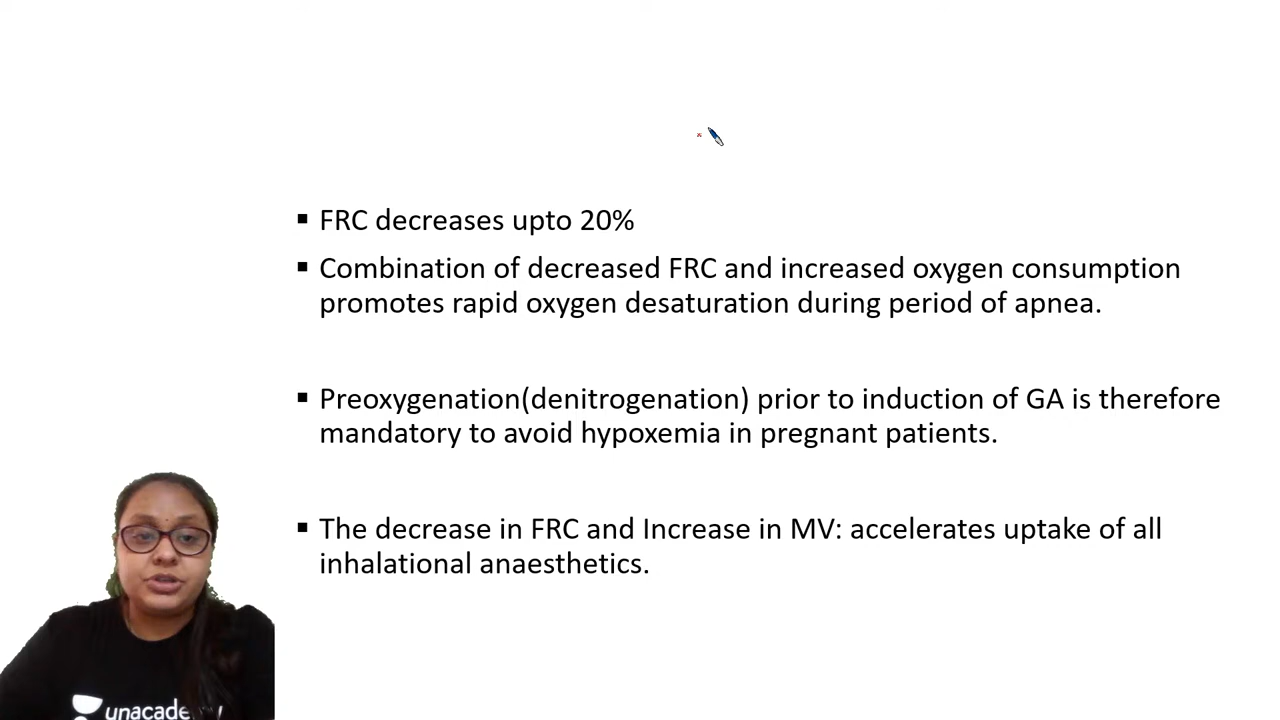 ▪ FRC decreases upto 20%
▪ Combination of decreased FRC and increased oxygen consumption
promotes rapid oxygen desaturation during period of apnea.
▪ Preoxygenation(denitrogenation) prior to induction of GA is therefore
mandatory to avoid hypoxemia in pregnant patients.
▪ The decrease in FRC and Increase in MV: accelerates uptake of all
inhalational anaesthetics.